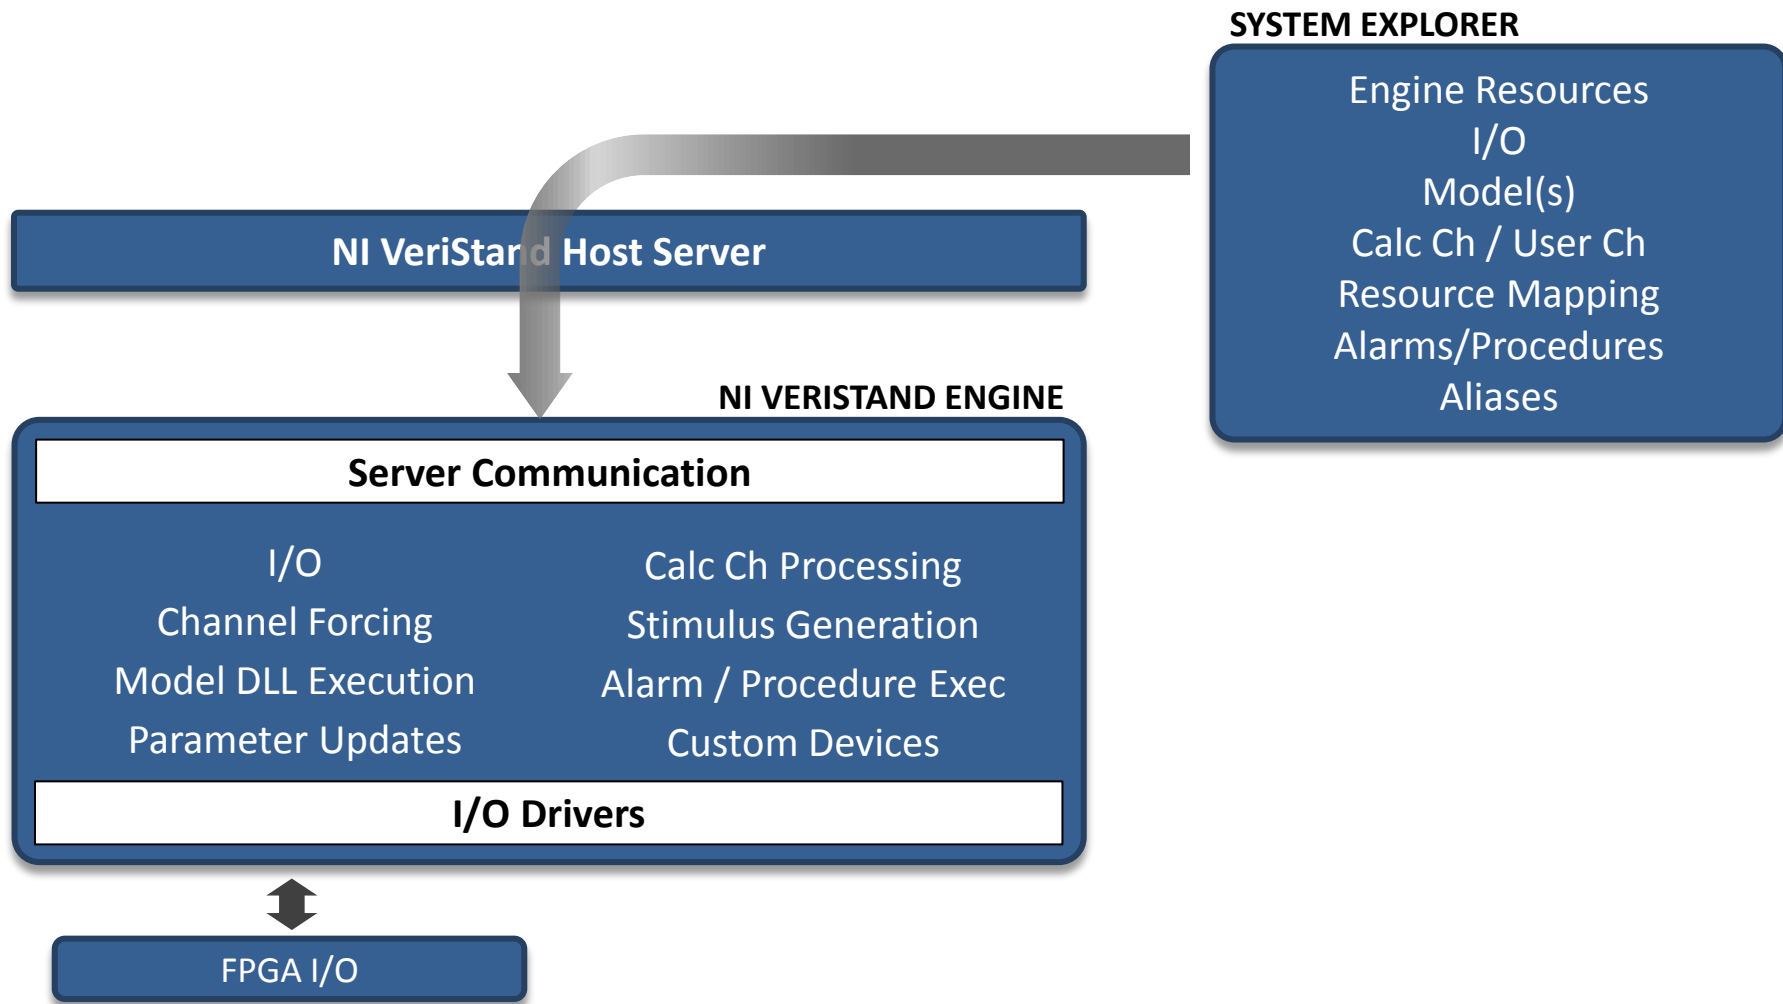 SYSTEM EXPLORER
Engine Resources
I/O
Model(s)
Calc Ch / User Ch
Resource Mapping
Alarms/Procedures
Aliases
NI VeriStand Host Server
NI VERISTAND ENGINE
Server Communication
I/O
Channel Forcing
Model DLL Execution
Parameter Updates
Calc Ch Processing
Stimulus Generation
Alarm / Procedure Exec
Custom Devices
I/O Drivers
FPGA I/O